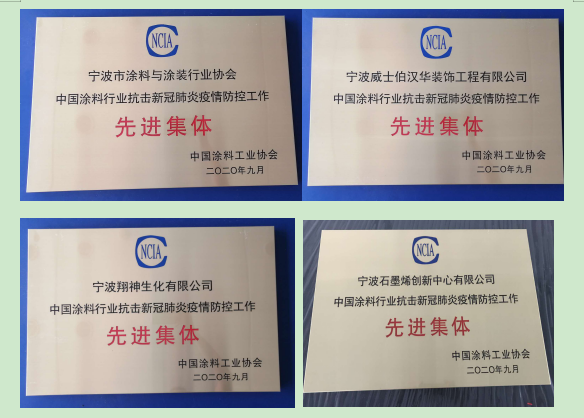 NCIA
宁波市涂料与涂装行业协会
中国涂料行业抗击新冠肺炎疫情防控工作
先进集体
中国涂料工业协会
二〇二〇年九月
NCIA
宁波威士伯汉华装饰工程有限公司
中国涂料行业抗击新冠肺炎疫情防控工作
先进集体
中国涂料工业协会
二〇二〇年九月
NCIA
宁波翔神生化有限公司
中国涂料行业抗击新冠肺炎疫情防控工作
先进集体
中国涂料工业协会
二〇二〇年九月
NCIA
宁波石墨烯创新中心有限公司
中国涂料行业抗击新冠肺炎疫情防控工作
先进集体
中国涂料工业协会
二〇二〇年九月